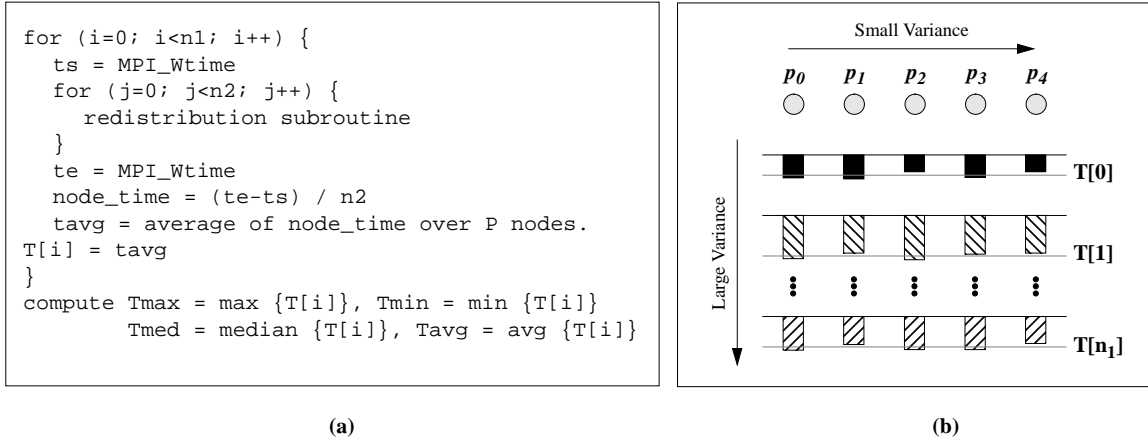 for (i=0; i<n1; i++) {
ts = MPI_Wtime
for (j=0; j<n2; j++) {
redistribution subroutine
}
te = MPI_Wtime
node_time = (te-ts) / n2
tavg = average of node_time over P nodes.
T[i] = tavg
}
compute Tmax = max {T[i]}, Tmin = min {T[i]}
Tmed = median {T[i]}, Tavg = avg {T[i]}
(a)
Small Variance
p0 p1 p2 p3 p4
Large Variance
T[0]
T[1]
T[n1]
(b)